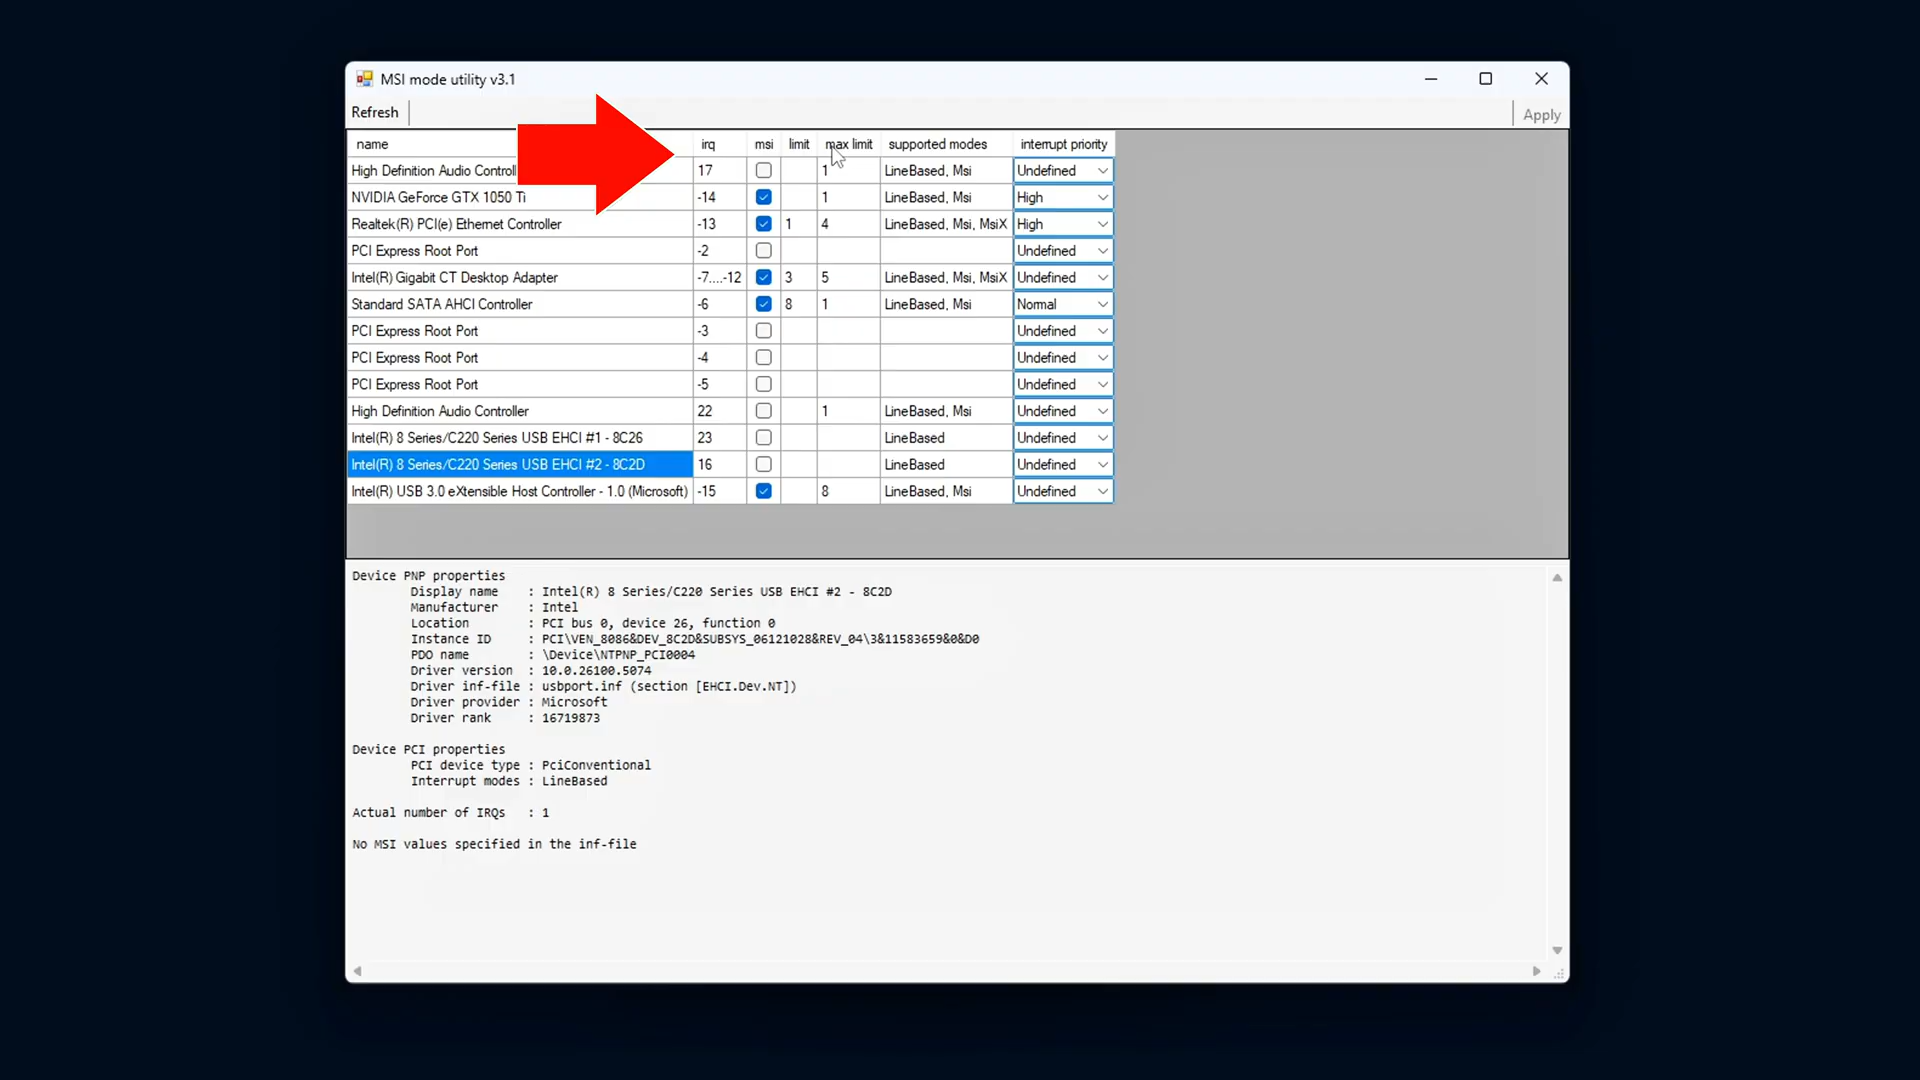 MSI mode utility v3.1
Refresh Apply
name irq msi limit max limit supported modes interrupt priority
High Definition Audio 17 1 LineBased, Msi Undefined
NVIDIA GeForce GTX 1050 Ti -14 1 LineBased, Msi High
Realtek(R) PCI(e) Ethernet Controller -13 1 4 LineBased, Msi, MsiX High
PCI Express Root Port -2 Undefined
Intel(R) Gigabit CT Desktop Adapter -7....-12 3 5 LineBased, Msi, MsiX Undefined
Standard SATA AHCI Controller -6 8 1 LineBased, Msi Normal
PCI Express Root Port -3 Undefined
PCI Express Root Port -4 Undefined
PCI Express Root Port -5 Undefined
High Definition Audio Controller 22 1 LineBased, Msi Undefined
Intel(R) 8 Series/C220 Series USB EHCI #1 - 8C26 23 LineBased Undefined
Intel(R) 8 Series/C220 Series USB EHCI #2 - 8C2D 16 LineBased Undefined
Intel(R) USB 3.0 eXtensible Host Controller - 1.0 (Microsoft) -15 8 LineBased, Msi Undefined
Device PNP properties
Display name : Intel(R) 8 Series/C220 Series USB EHCI #2 - 8C2D
Manufacturer : Intel
Location : PCI bus 0, device 26, function 0
Instance ID : PCI\VEN_8086&DEV_8C2D&SUBSYS_06121028&REV_04\3&11583659&0&D0
PDO name : \Device\NTPNP_PCI0004
Driver version : 10.0.26100.5074
Driver inf-file : usbport.inf (section [EHCI.Dev.NT])
Driver provider : Microsoft
Driver rank : 16719873
Device PCI properties
PCI device type : PciConventional
Interrupt modes : LineBased
Actual number of IRQs : 1
No MSI values specified in the inf-file